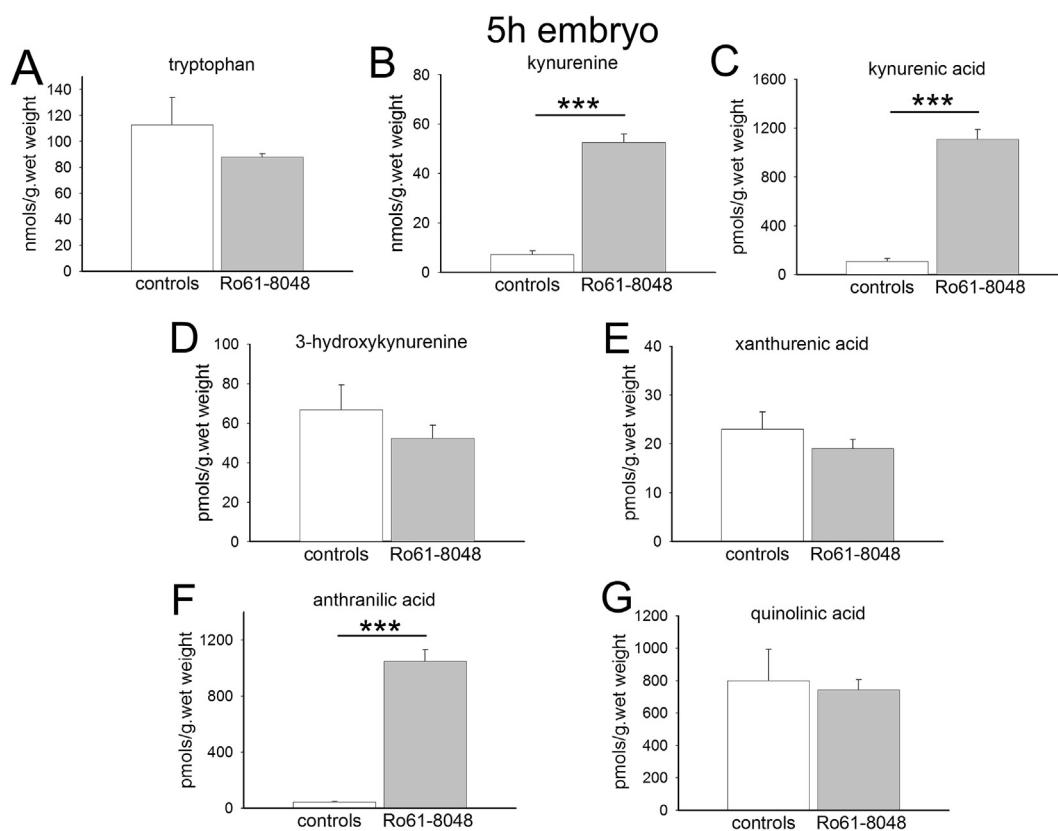 5h embryo
A
tryptophan
nmols/g.wet weight
140
120
100
80
60
40
20
0
controls
Ro61-8048
B
kynurenine
nmols/g.wet weight
80
60
40
20
0
***
controls
Ro61-8048
C
kynurenic acid
pmols/g.wet weight
1600
1200
800
400
0
***
controls
Ro61-8048
D
3-hydroxykynurenine
pmols/g.wet weight
100
80
60
40
20
0
controls
Ro61-8048
E
xanthurenic acid
pmols/g.wet weight
40
30
20
10
0
controls
Ro61-8048
F
anthranilic acid
pmols/g.wet weight
1200
800
400
0
***
controls
Ro61-8048
G
quinolinic acid
pmols/g.wet weight
1200
1000
800
600
400
200
0
controls
Ro61-8048